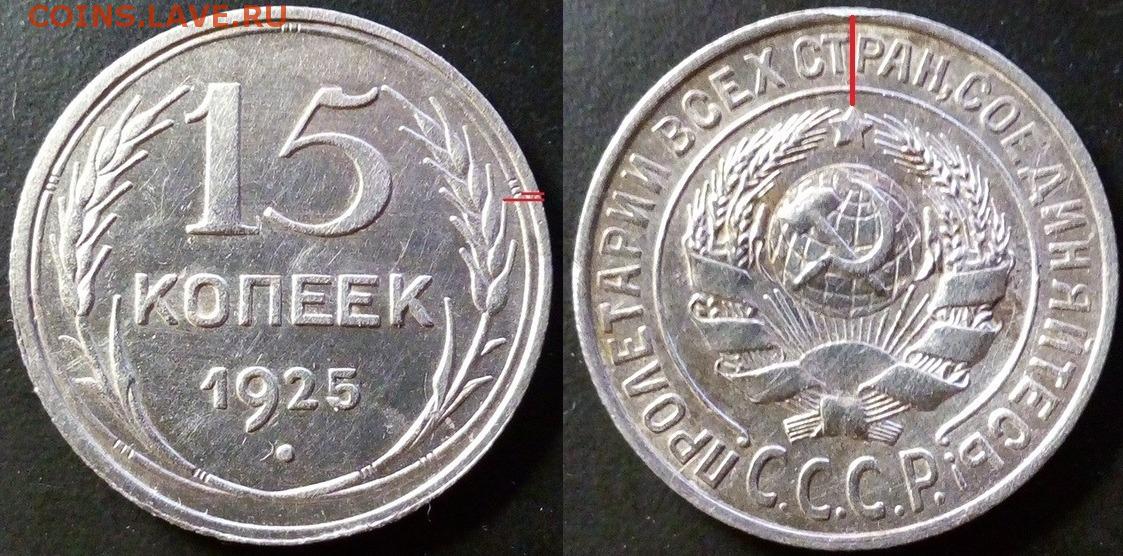 COINS.LAVE.RU
15
КОПЕЕК
1925
ПРОЛЕТАРИИ ВСЕХ СТРАН, СОЕДИНЯЙТЕСЬ!
С.С.С.Р.